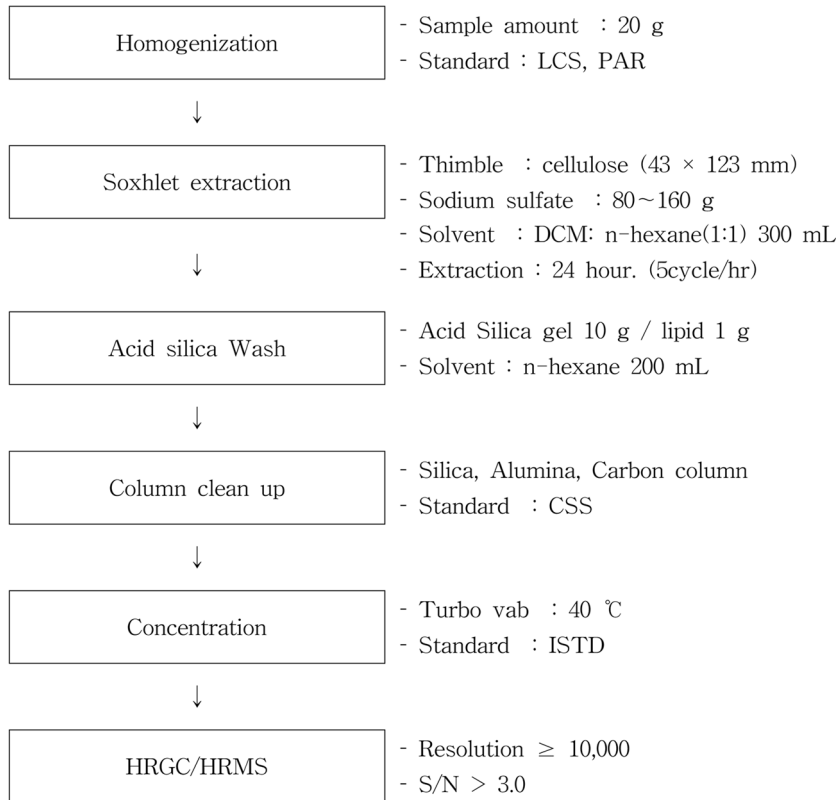 Homogenization
- Sample amount : 20 g
- Standard : LCS, PAR
↓
Soxhlet extraction
- Thimble : cellulose (43 × 123 mm)
- Sodium sulfate : 80~160 g
- Solvent : DCM: n-hexane(1:1) 300 mL
- Extraction : 24 hour. (5cycle/hr)
↓
Acid silica Wash
- Acid Silica gel 10 g / lipid 1 g
- Solvent : n-hexane 200 mL
↓
Column clean up
- Silica, Alumina, Carbon column
- Standard : CSS
↓
Concentration
- Turbo vab : 40 ℃
- Standard : ISTD
↓
HRGC/HRMS
- Resolution ≥ 10,000
- S/N > 3.0